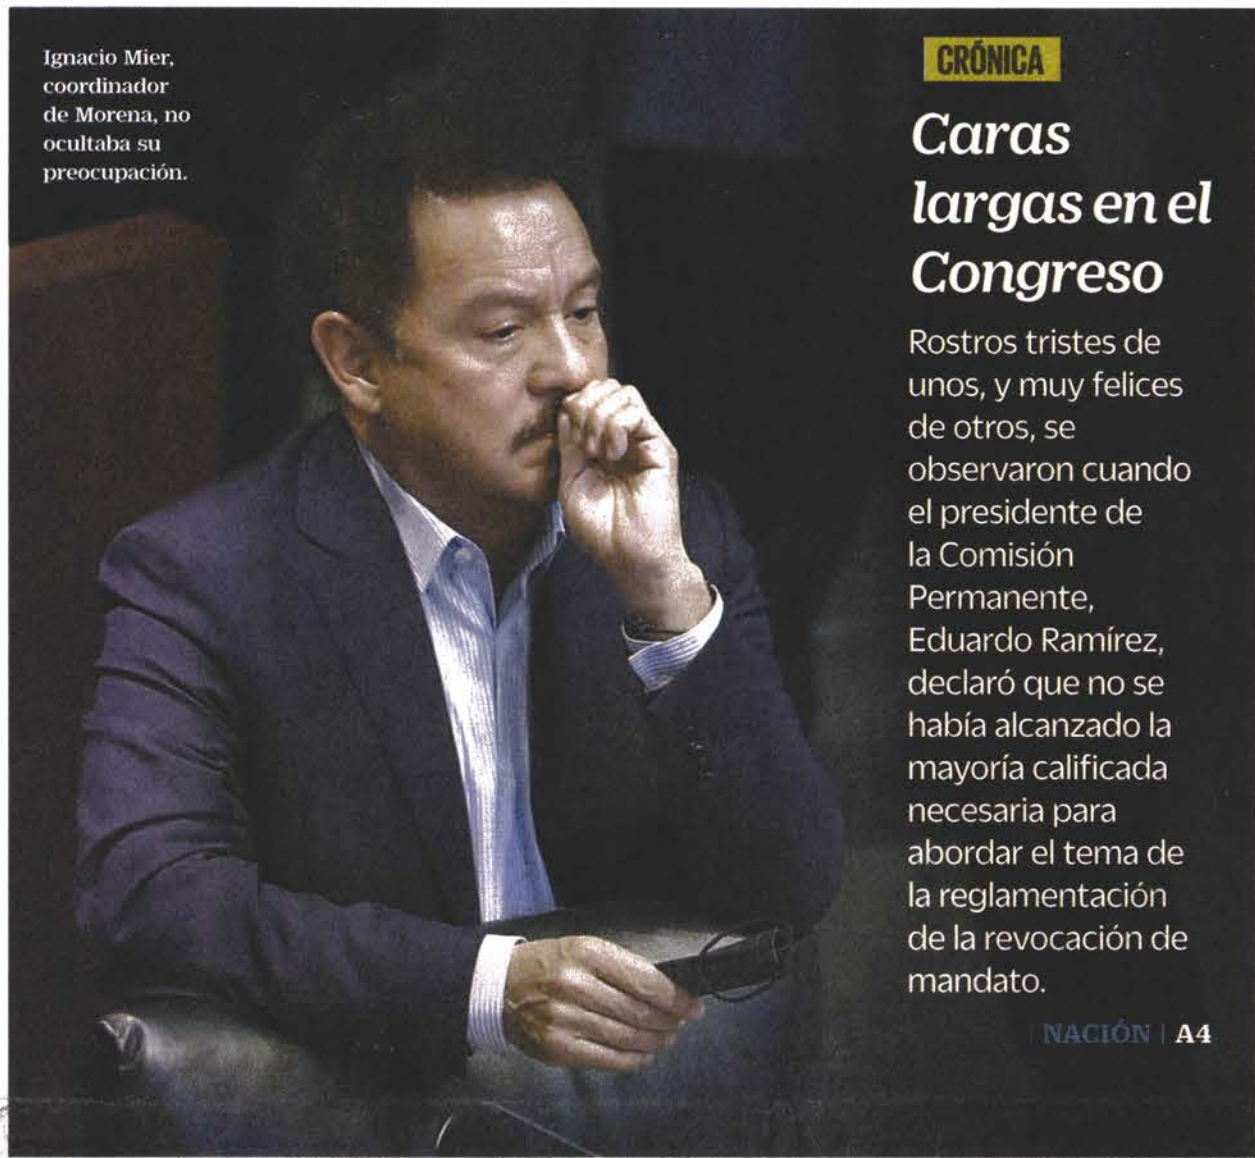 Ignacio Mier,
coordinador
de Morena, no
ocultaba su
preocupación.
CRÓNICA
Caras
largas en el
Congreso
Rostros tristes de
unos, y muy felices
de otros, se
observaron cuando
el presidente de
la Comisión
Permanente,
Eduardo Ramírez,
declaró que no se
había alcanzado la
mayoría calificada
necesaria para
abordar el tema de
la reglamentación
de la revocación de
mandato.
| NACIÓN | A4